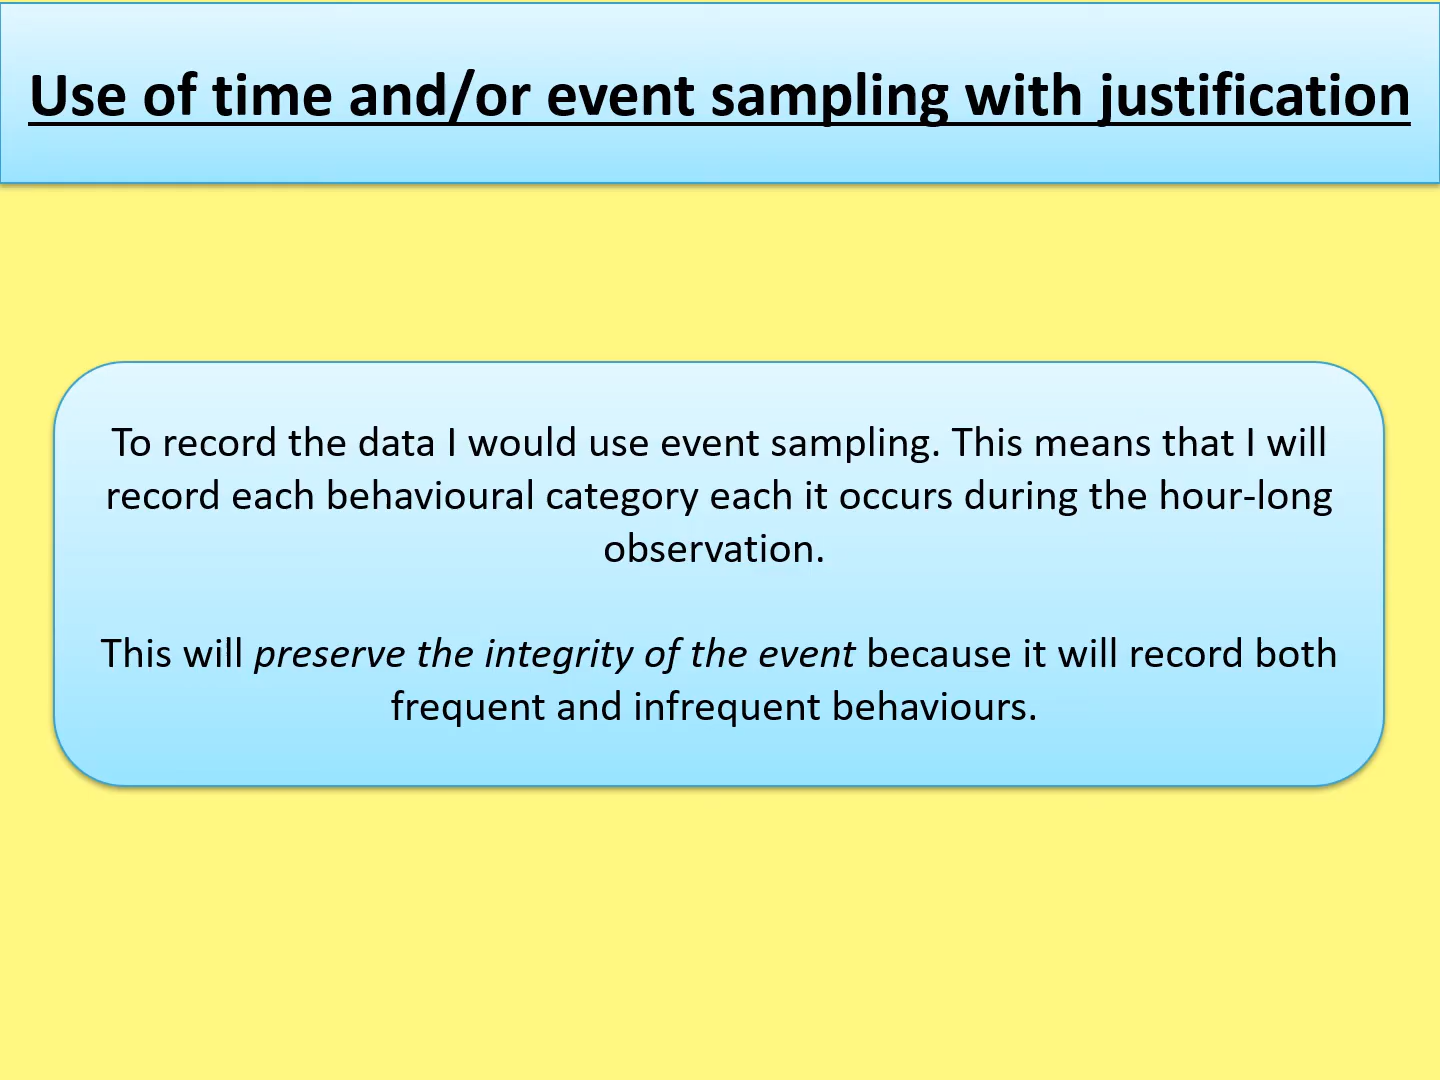 Use of time and/or event sampling with justification
To record the data I would use event sampling. This means that I will
record each behavioural category each it occurs during the hour-long
observation.
This will preserve the integrity of the event because it will record both
frequent and infrequent behaviours.